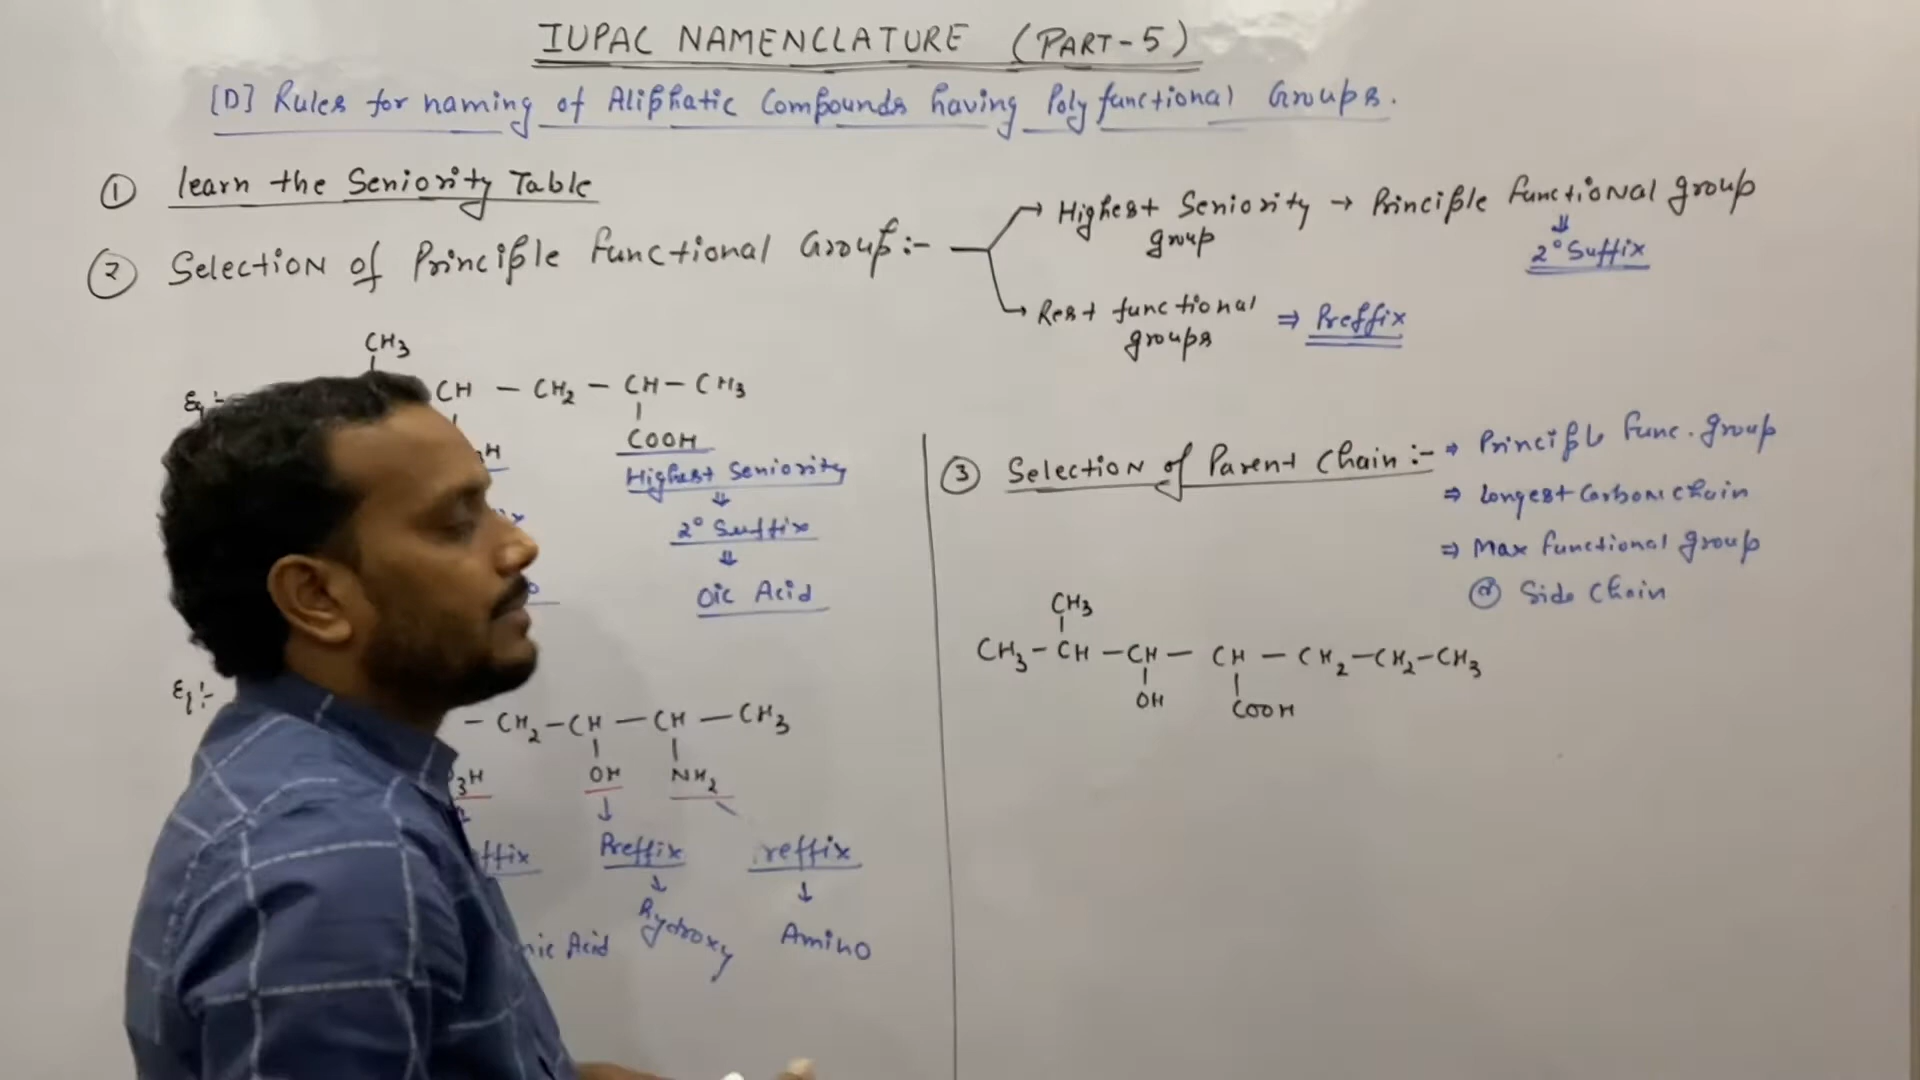 IUPAC NAMENCLATURE (PART-5)
[D] Rules for naming of Aliphatic Compounds having Poly functional Groups.
① learn the Seniority Table
② Selection of Principle functional Group:-
→ Highest Seniority group → Principle functional group
⇓
2° Suffix
→ Rest functional groups ⇒ Preffix
CH3
Eg:-
CH — CH2 — CH — CH3
COOH
Highest Seniority
⇓
2° Suffix
⇓
Oic Acid
Eg:-
— CH2 — CH — CH — CH3
3H OH NH2
↓
ffix Preffix reffix
↓ ↓
nic Acid Hydroxy Amino
③ Selection of Parent Chain:- → Principle Func. group
⇒ Longest Carbon chain
⇒ Max functional group
@ Side Chain
CH3
CH3 — CH — CH — CH — CH2 — CH2 — CH3
OH COOH